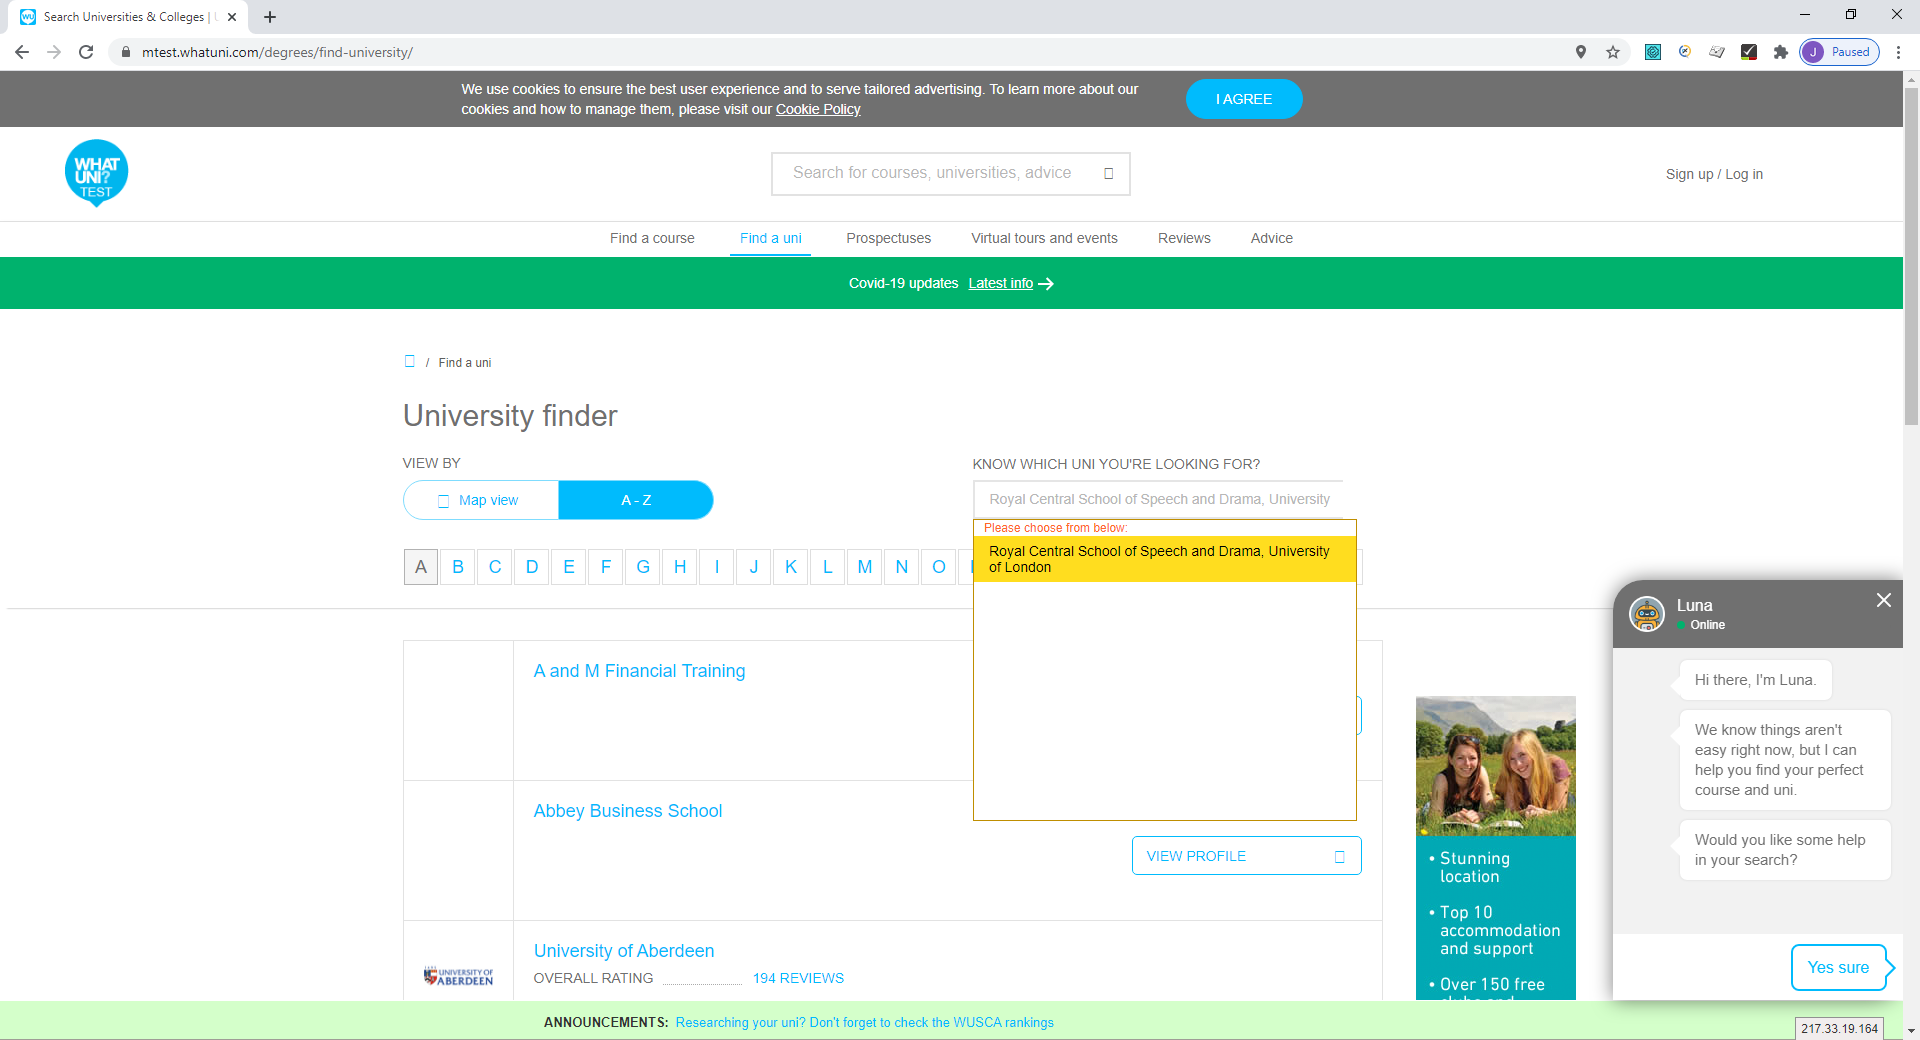 Search Universities & Colleges |
mtest.whatuni.com/degrees/find-university/
J Paused
We use cookies to ensure the best user experience and to serve tailored advertising. To learn more about our
cookies and how to manage them, please visit our Cookie Policy
I AGREE
WHAT
UNI?
TEST
Search for courses, universities, advice
Sign up / Log in
Find a course Find a uni Prospectuses Virtual tours and events Reviews Advice
Covid-19 updates Latest info
/ Find a uni
University finder
VIEW BY
Map view A - Z
KNOW WHICH UNI YOU'RE LOOKING FOR?
Royal Central School of Speech and Drama, University
Please choose from below:
Royal Central School of Speech and Drama, University
of London
A B C D E F G H I J K L M N O
A and M Financial Training
Abbey Business School
VIEW PROFILE
UNIVERSITY OF
ABERDEEN
University of Aberdeen
OVERALL RATING 194 REVIEWS
• Stunning
location
• Top 10
accommodation
and support
• Over 150 free
Luna
Online
Hi there, I'm Luna.
We know things aren't
easy right now, but I can
help you find your perfect
course and uni.
Would you like some help
in your search?
Yes sure
ANNOUNCEMENTS: Researching your uni? Don't forget to check the WUSCA rankings
217.33.19.164